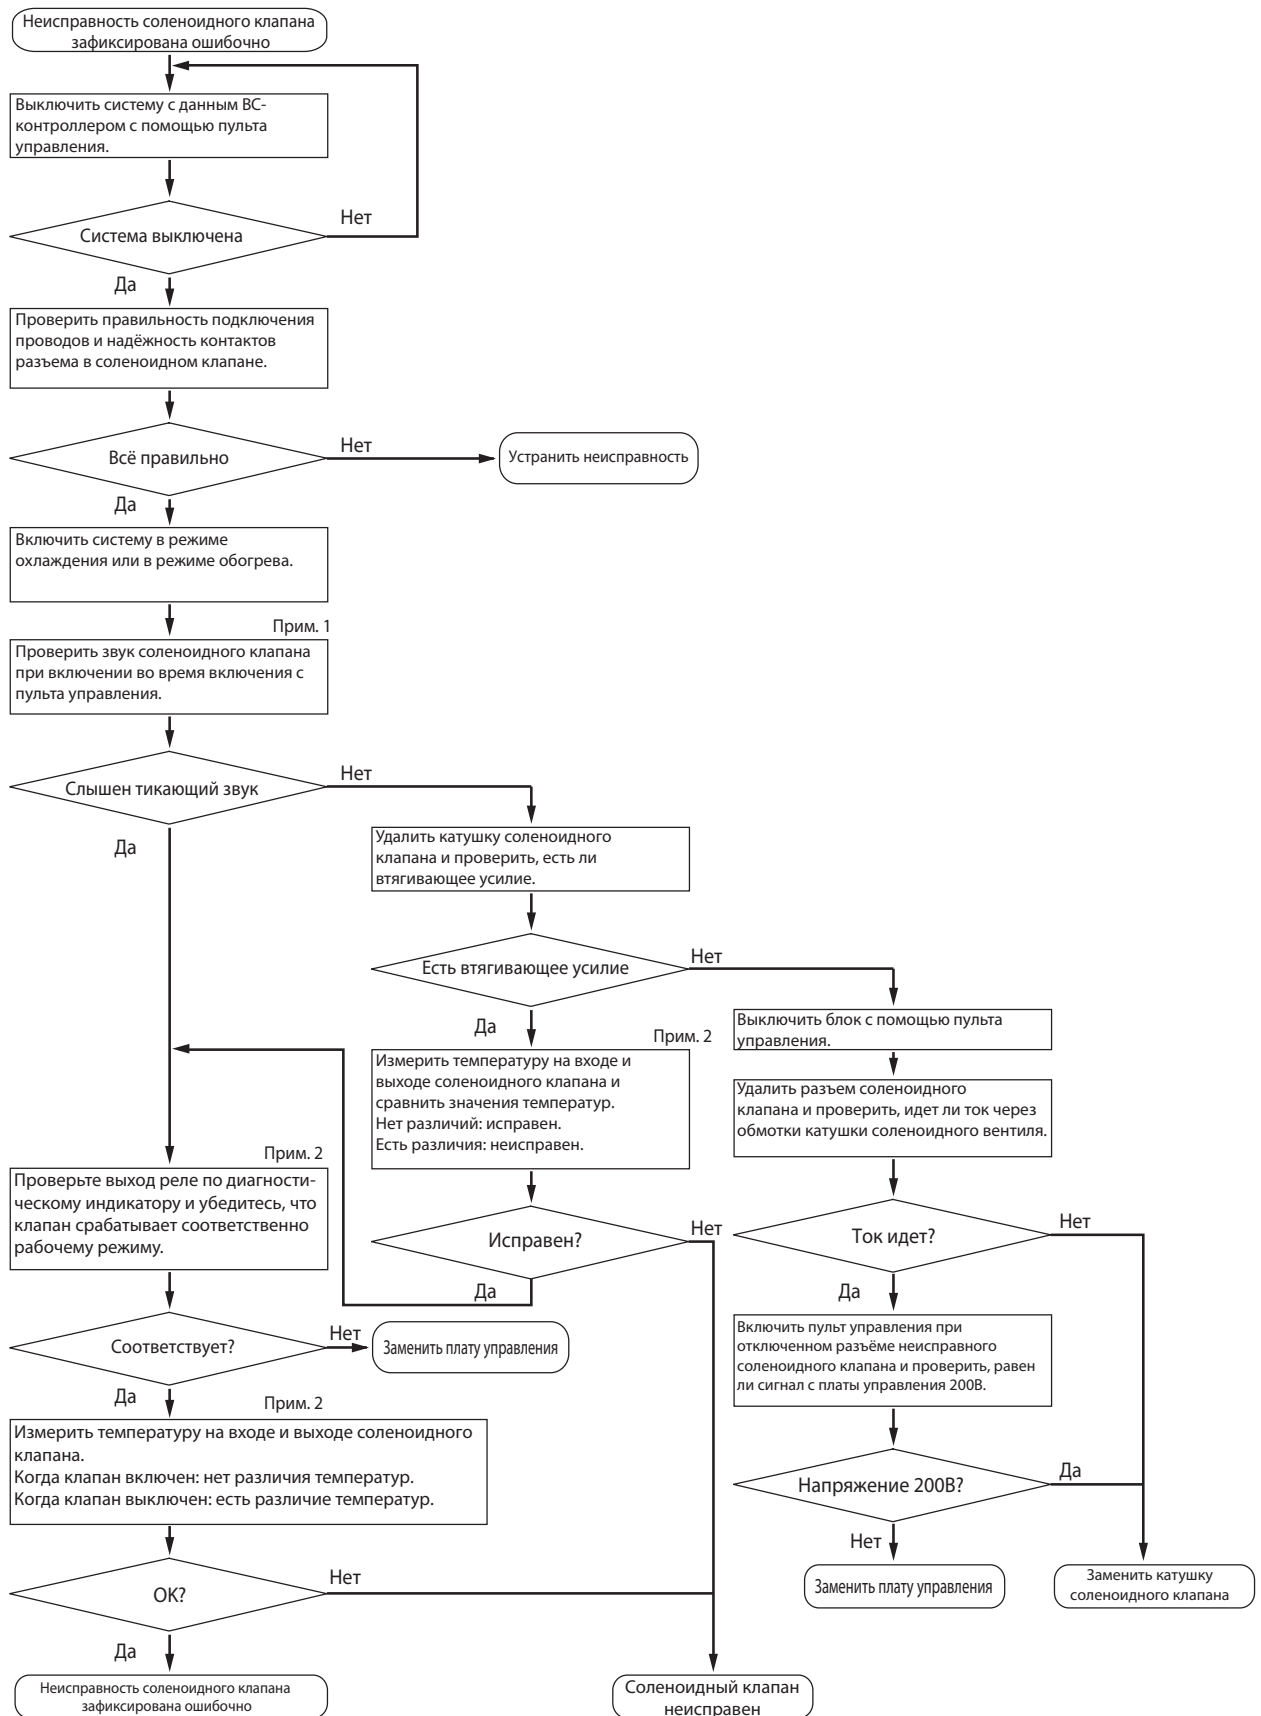 Неисправность соленоидного клапана
зафиксирована ошибочно
Выключить систему с данным BC-
контроллером с помощью пульта
управления.
Нет
Система выключена
Да
Проверить правильность подключения
проводов и надёжность контактов
разъема в соленоидном клапане.
Нет
Всё правильно
Устранить неисправность
Да
Включить систему в режиме
охлаждения или в режиме обогрева.
Прим. 1
Проверить звук соленоидного клапана
при включении во время включения с
пульта управления.
Нет
Слышен тикающий звук
Да
Удалить катушку соленоидного
клапана и проверить, есть ли
втягивающее усилие.
Нет
Есть втягивающее усилие
Да
Прим. 2
Измерить температуру на входе и
выходе соленоидного клапана и
сравнить значения температур.
Нет различий: исправен.
Есть различия: неисправен.
Выключить блок с помощью пульта
управления.
Удалить разъем соленоидного
клапана и проверить, идет ли ток через
обмотки катушки соленоидного вентиля.
Прим. 2
Проверьте выход реле по диагности-
ческому индикатору и убедитесь, что
клапан срабатывает соответственно
рабочему режиму.
Нет
Исправен?
Да
Нет
Ток идет?
Да
Включить пульт управления при
отключенном разъёме неисправного
соленоидного клапана и проверить, равен
ли сигнал с платы управления 200В.
Соответствует?
Нет
Заменить плату управления
Да
Прим. 2
Измерить температуру на входе и выходе соленоидного
клапана.
Когда клапан включен: нет различия температур.
Когда клапан выключен: есть различие температур.
Напряжение 200В?
Да
Нет
Заменить плату управления
Заменить катушку
соленоидного клапана
Нет
OK?
Да
Неисправность соленоидного клапана
зафиксирована ошибочно
Соленоидный клапан
неисправен